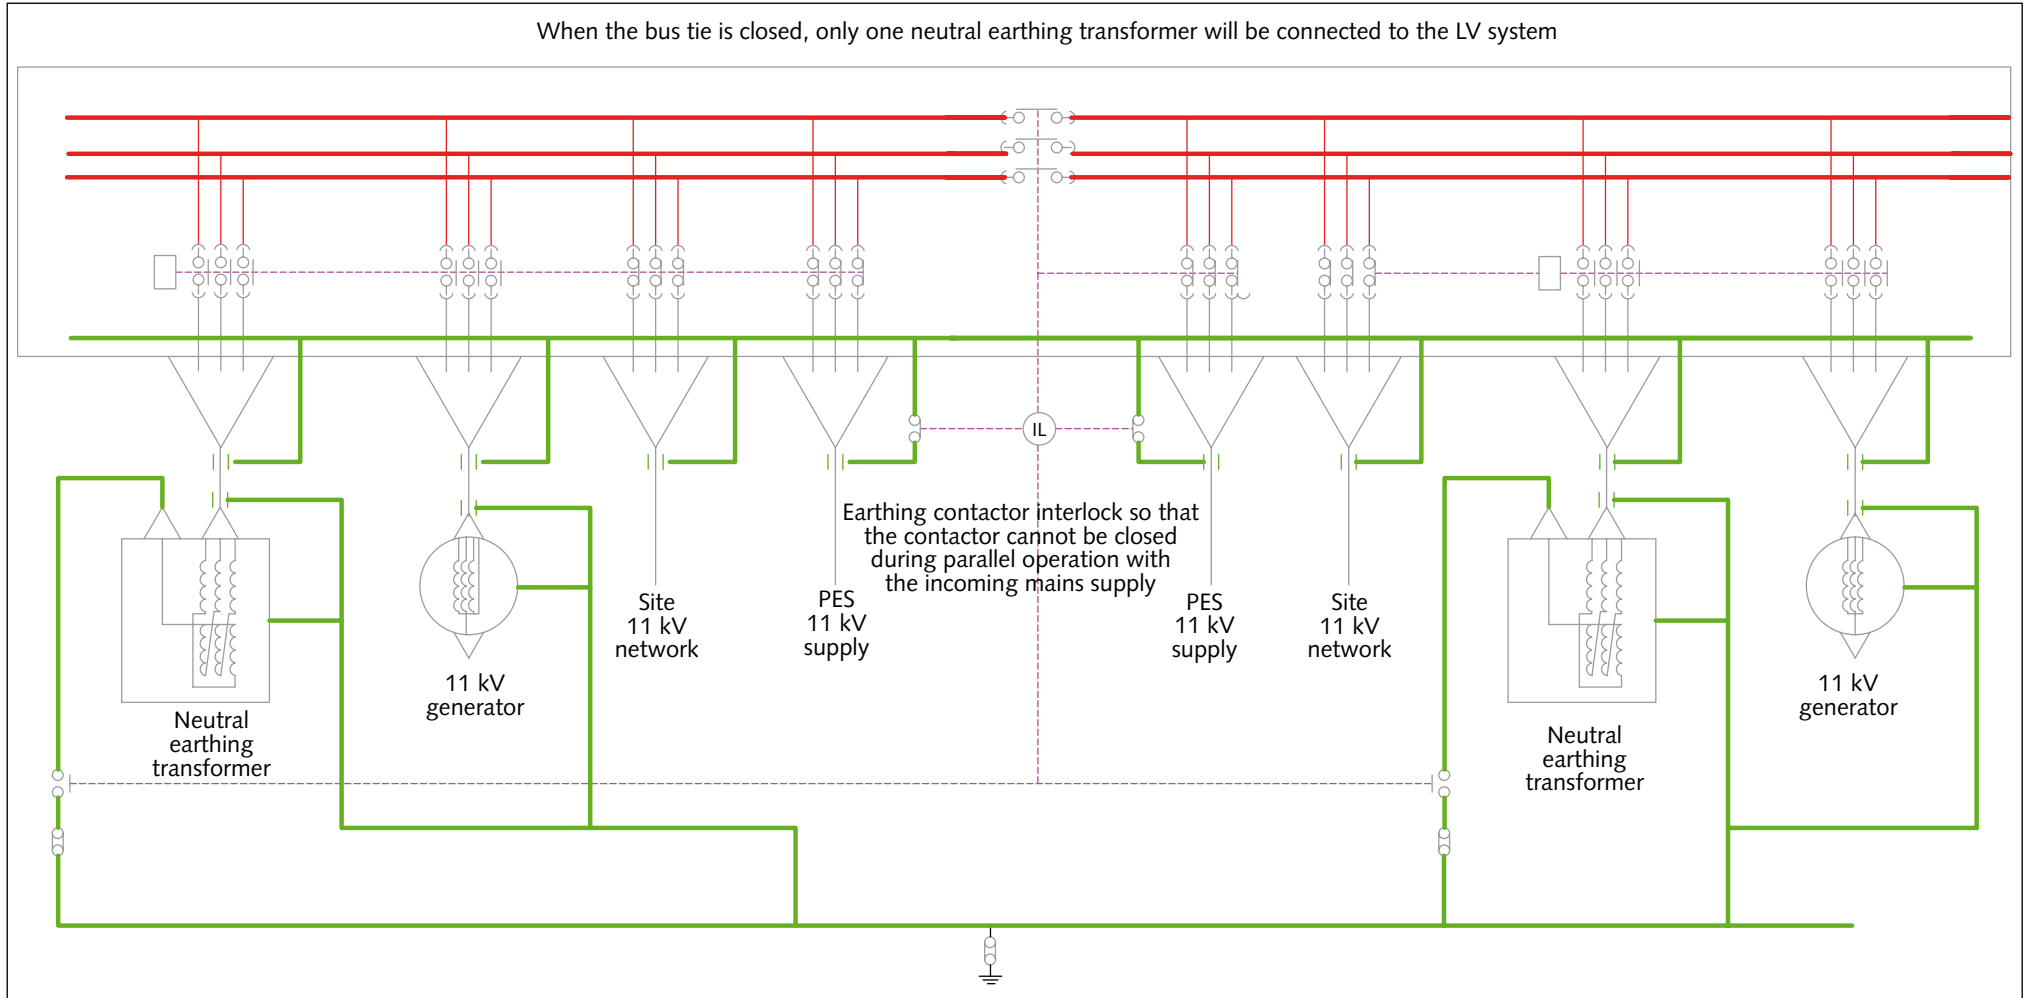 When the bus tie is closed, only one neutral earthing transformer will be connected to the LV system
IL
Earthing contactor interlock so that
the contactor cannot be closed
during parallel operation with
the incoming mains supply
Neutral
earthing
transformer
11 kV
generator
Site
11 kV
network
PES
11 kV
supply
PES
11 kV
supply
Site
11 kV
network
Neutral
earthing
transformer
11 kV
generator